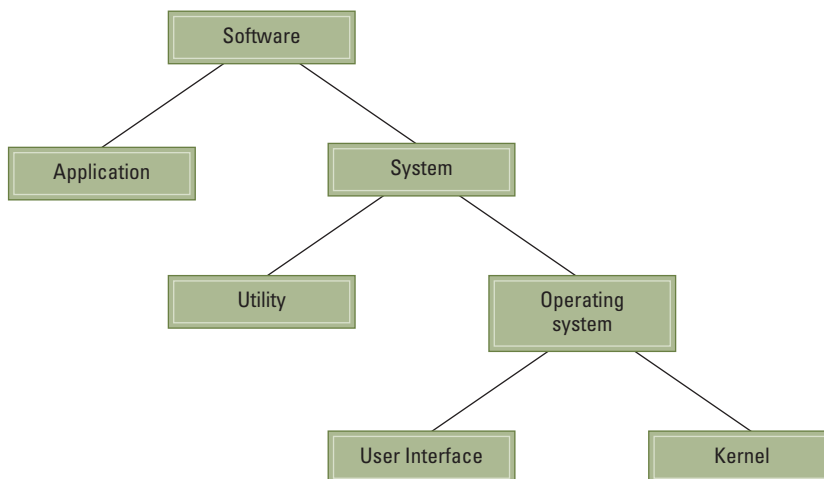 Software
Application
System
Utility
Operating
system
User Interface
Kernel